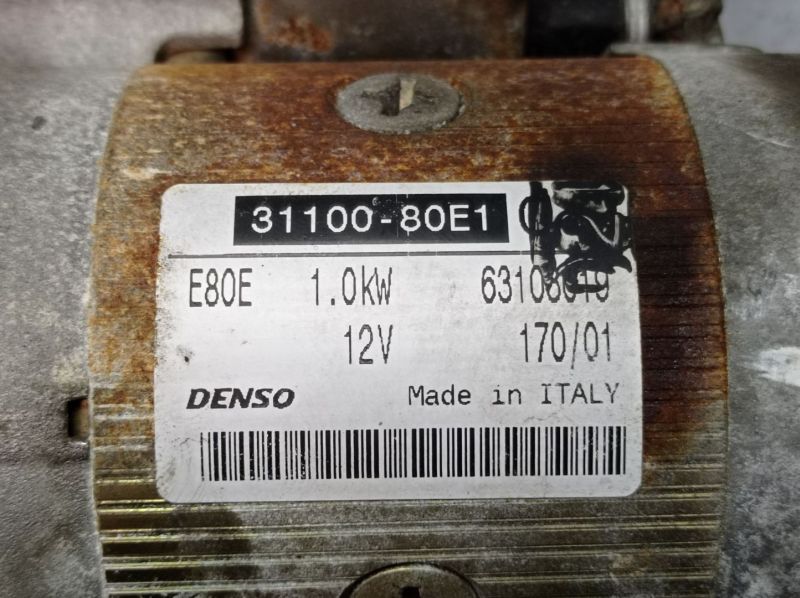 31100-80E1
E80E 1.0kW
12V 170/01
DENSO Made in ITALY